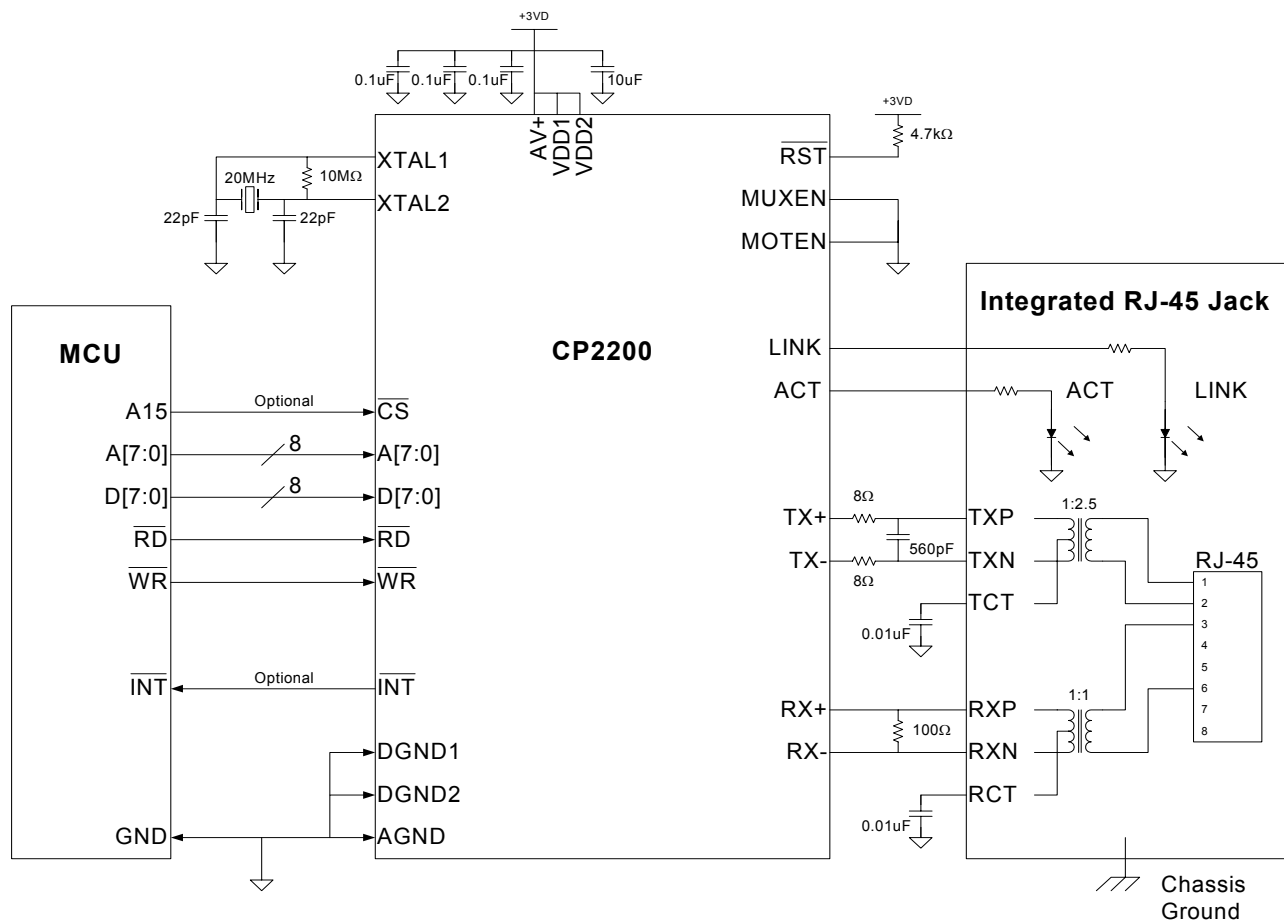 +3VD
0.1uF 0.1uF 0.1uF 10uF
AV+
VDD1
VDD2
+3VD
4.7kΩ
XTAL1
20MHz
10MΩ
XTAL2
22pF
22pF
RST
MUXEN
MOTEN
Integrated RJ-45 Jack
MCU
CP2200
LINK
ACT
ACT
LINK
A15
Optional
CS
A[7:0]
8
A[7:0]
D[7:0]
8
D[7:0]
RD
RD
WR
WR
INT
Optional
INT
DGND1
DGND2
GND
AGND
TX+
8Ω
TXP
1:2.5
560pF
TX-
8Ω
TXN
TCT
0.01uF
RJ-45
1
2
3
4
5
6
7
8
RX+
RXP
1:1
100Ω
RX-
RXN
RCT
0.01uF
Chassis
Ground